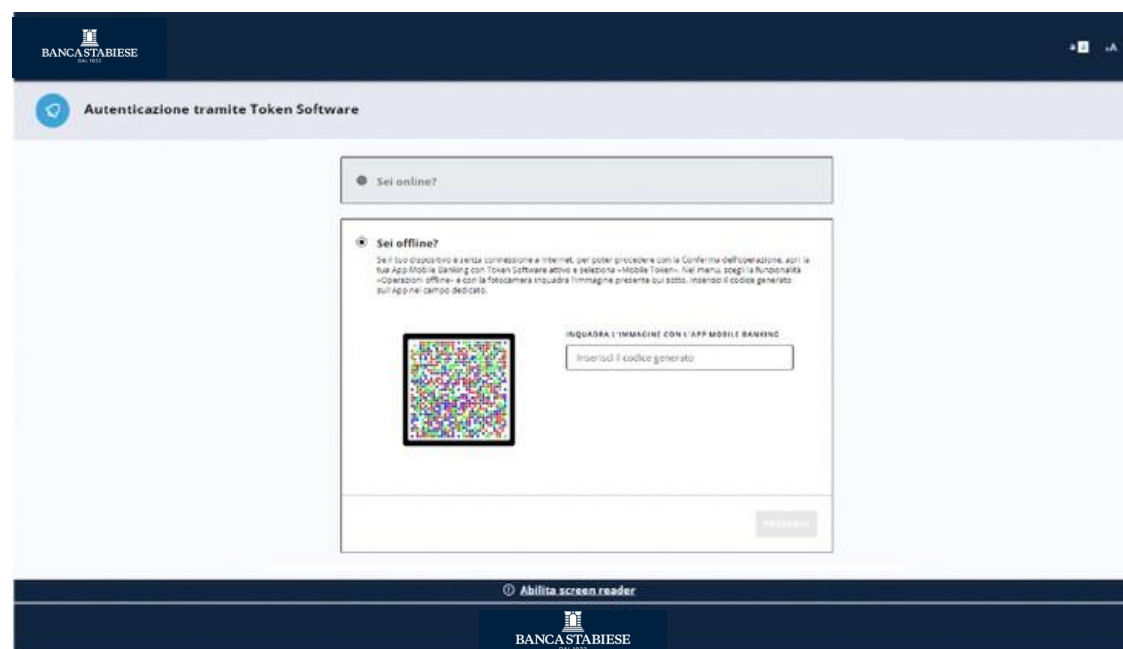 BANCA STABIESE
DAL 1933
a a
AA
Autenticazione tramite Token Software
Sei online?
Sei offline?
Se il tuo dispositivo è senza connessione a Internet, per poter procedere con la Conferma dell'operazione, apri la
tua App Mobile Banking con Token Software attivo e seleziona «Mobile Token». Nel menu, scegli la funzionalità
«Operazioni offline» e con la fotocamera inquadra l'immagine presente qui sotto. Inserisci il codice generato
sull'App nel campo dedicato.
INQUADRA L'IMMAGINE CON L'APP MOBILE BANKING
Inserisci il codice generato
Abilita screen reader
BANCA STABIESE